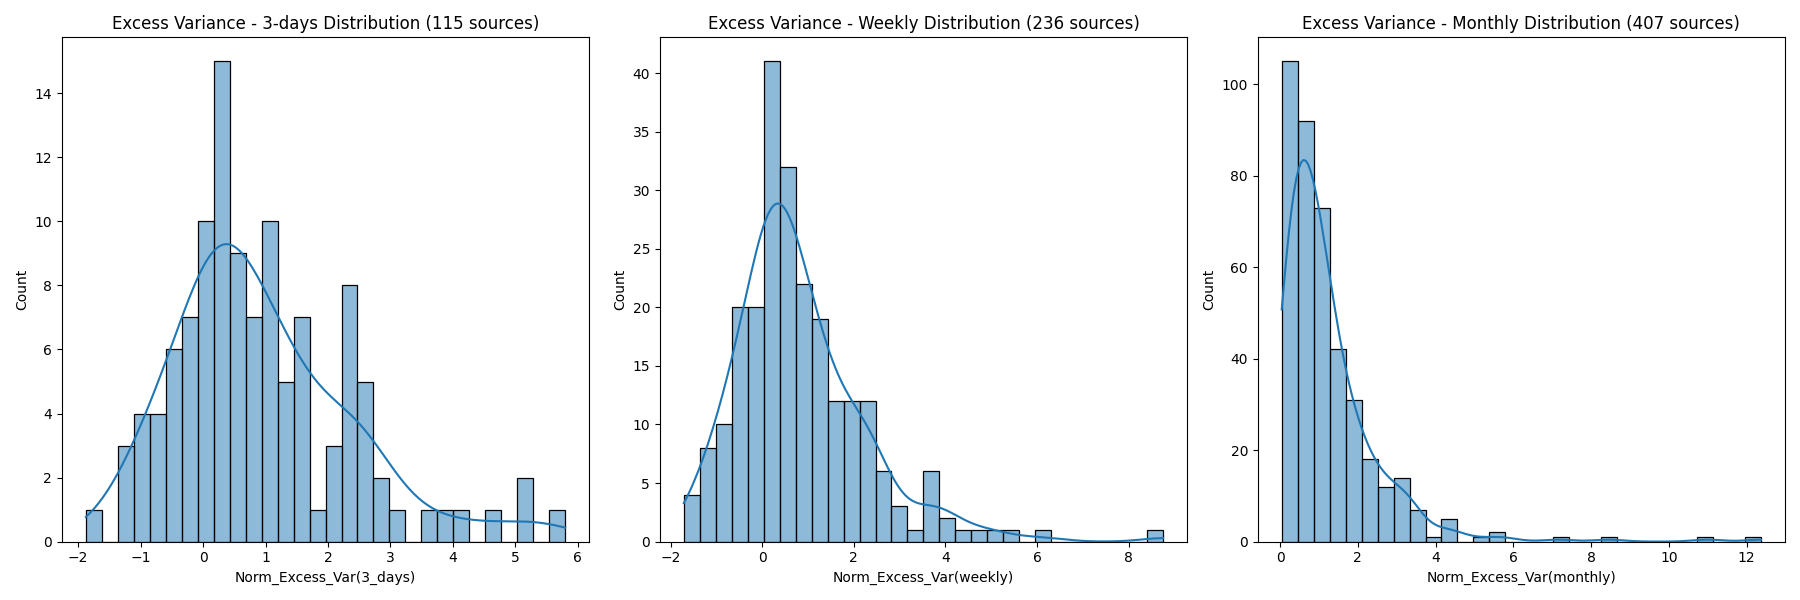 Excess Variance - 3-days Distribution (115 sources)
Count
14
12
10
8
6
4
2
0
−2 −1 0 1 2 3 4 5 6
Norm_Excess_Var(3_days)
Excess Variance - Weekly Distribution (236 sources)
Count
40
35
30
25
20
15
10
5
0
−2 0 2 4 6 8
Norm_Excess_Var(weekly)
Excess Variance - Monthly Distribution (407 sources)
Count
100
80
60
40
20
0
0 2 4 6 8 10 12
Norm_Excess_Var(monthly)